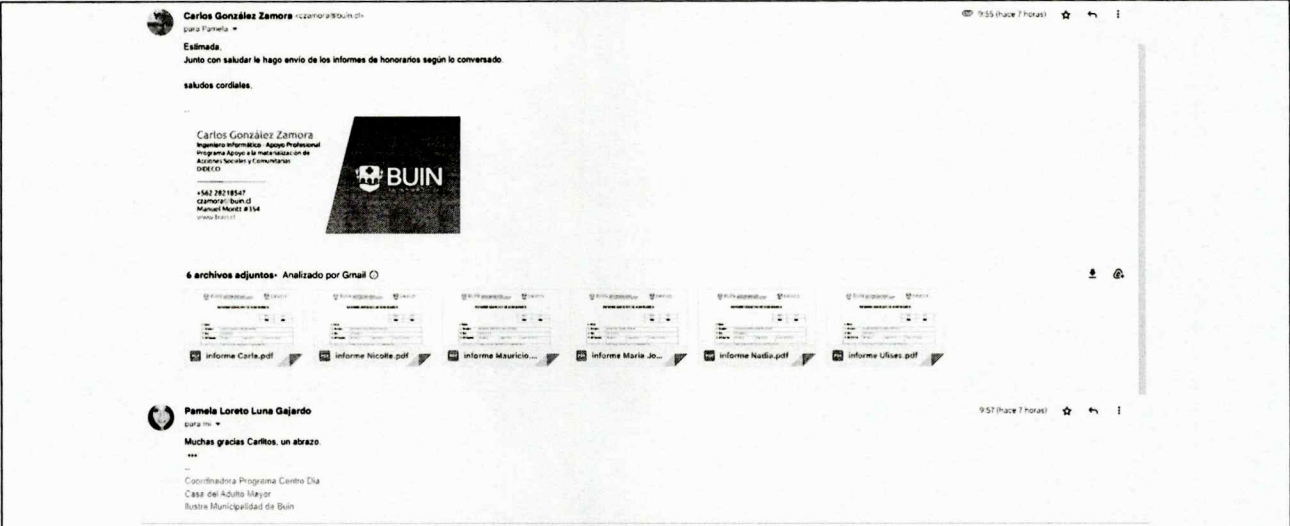 Carlos González Zamora <czamora@buin.cl>
9:55 (hace 7 horas)
para Pamela
Estimada,
Junto con saludar le hago envio de los informes de honorarios según lo conversado.
saludos cordiales.
--
Carlos González Zamora
Ingeniero Informático - Apoyo Profesional
Programa Apoyo a la materialización de
Acciones Sociales y Comunitarias
DIDECO
+562 28218547
czamora@buin.cl
Manuel Montt #354
www.buin.cl
BUIN
6 archivos adjuntos • Analizado por Gmail
informe Carla.pdf
informe Nicolle.pdf
informe Mauricio....
informe Maria Jo...
informe Nadia.pdf
informe Ulises.pdf
Pamela Loreto Luna Gajardo
9:57 (hace 7 horas)
para mi
Muchas gracias Carlitos, un abrazo.
...
--
Coordinadora Programa Centro Dia
Casa del Adulto Mayor
Ilustre Municipalidad de Buin